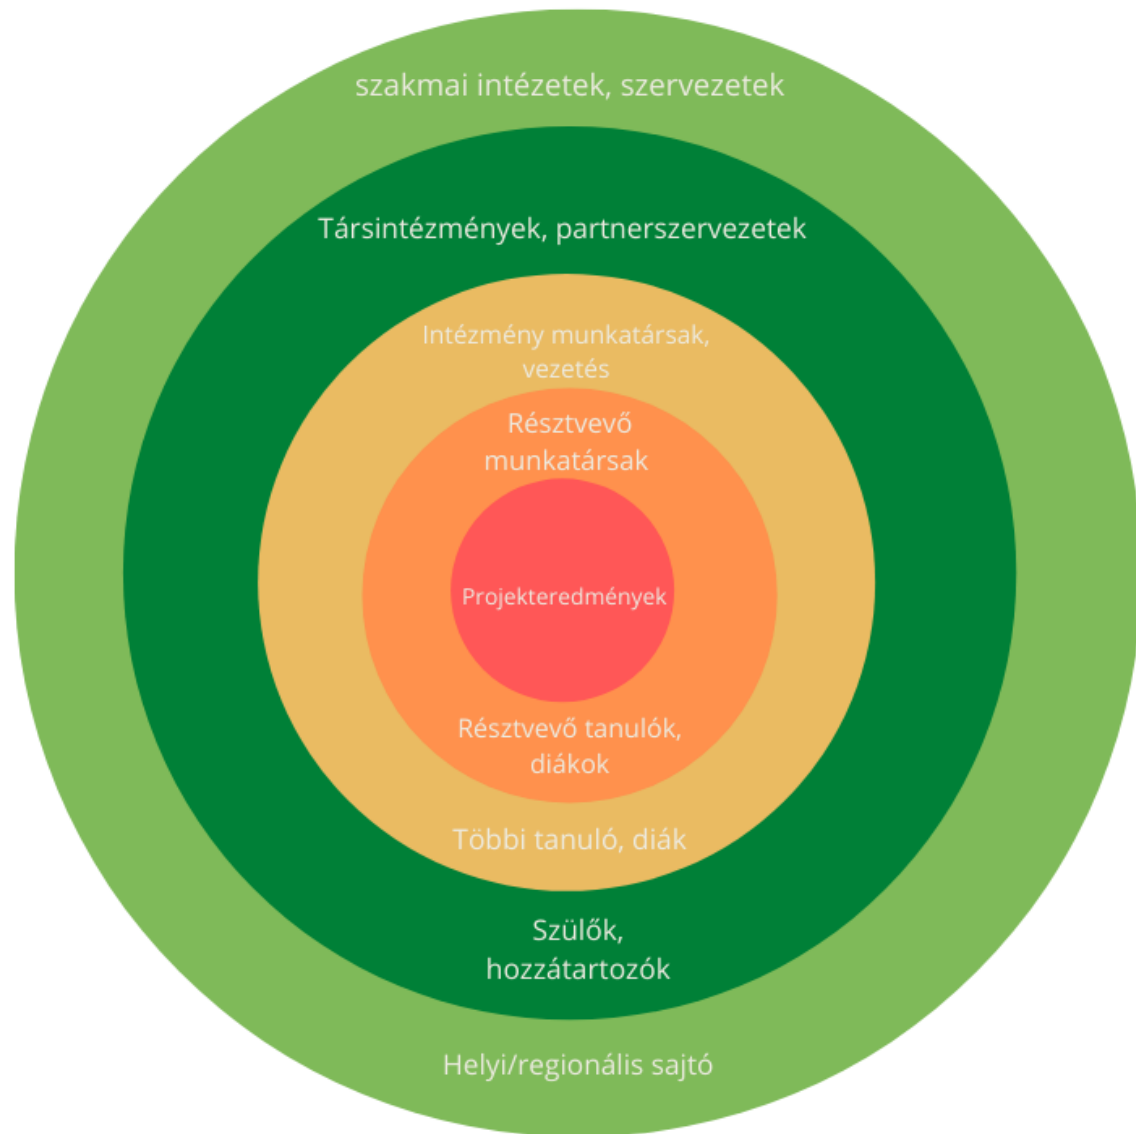 szakmai intézetek, szervezetek
Társintézmények, partnerszervezetek
Intézmény munkatársak,
vezetés
Résztvevő
munkatársak
Projekteredmények
Résztvevő tanulók,
diákok
Többi tanuló, diák
Szülők,
hozzátartozók
Helyi/regionális sajtó